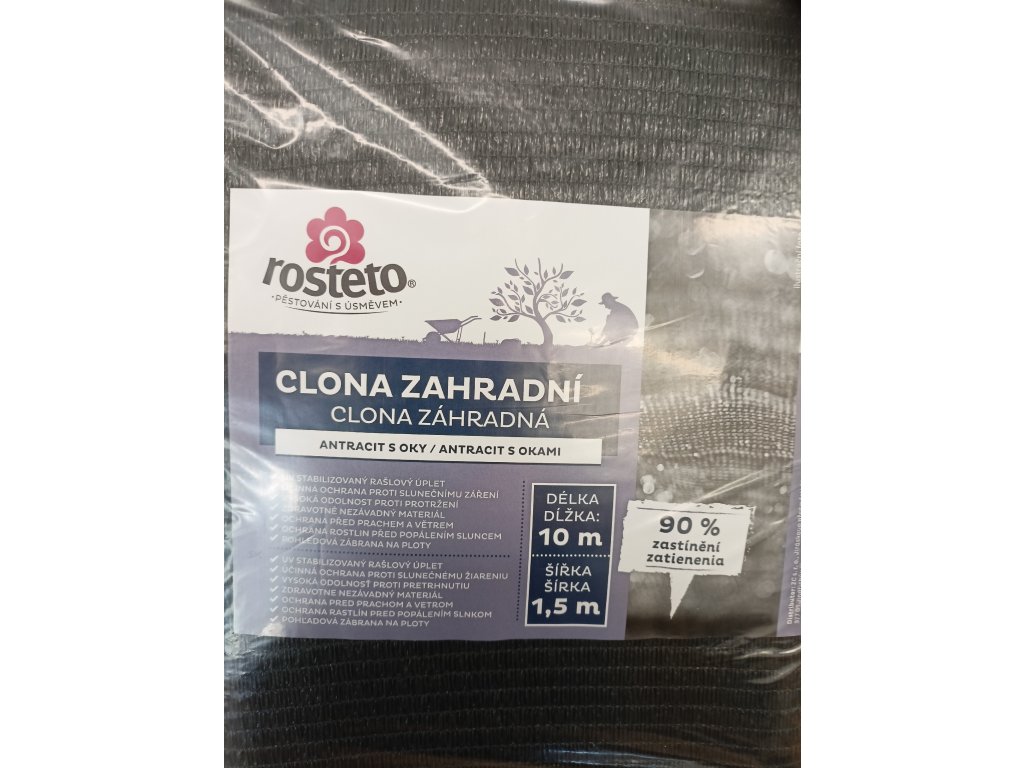 rosteto®
•PĚSTOVÁNÍ S ÚSMĚVEM•
CLONA ZAHRADNÍ
CLONA ZÁHRADNÁ
ANTRACIT S OKY / ANTRACIT S OKAMI
UV STABILIZOVANÝ RAŠLOVÝ ÚPLET
ÚČINNA OCHRANA PROTI SLUNEČNÍMU ZÁŘENÍ
VYSOKÁ ODOLNOST PROTI PROTRŽENÍ
ZDRAVOTNĚ NEZÁVADNÝ MATERIÁL
OCHRANA PŘED PRACHEM A VĚTREM
OCHRANA ROSTLIN PŘED POPÁLENÍM SLUNCEM
POHLEDOVÁ ZÁBRANA NA PLOTY
UV STABILIZOVANÝ RAŠLOVÝ ÚPLET
ÚČINNÁ OCHRANA PROTI SLNEČNÉMU ŽIARENIU
VYSOKÁ ODOLNOSŤ PROTI PRETRHNUTIU
ZDRAVOTNE NEZÁVADNÝ MATERIÁL
OCHRANA PRED PRACHOM A VETROM
OCHRANA RASTLÍN PRED POPÁLENÍM SLNKOM
POHĽADOVÁ ZÁBRANA NA PLOTY
DÉLKA
DĹŽKA:
10 m
ŠÍŘKA
ŠÍRKA
1,5 m
90 %
zastínění
zatienenia
Distributor: